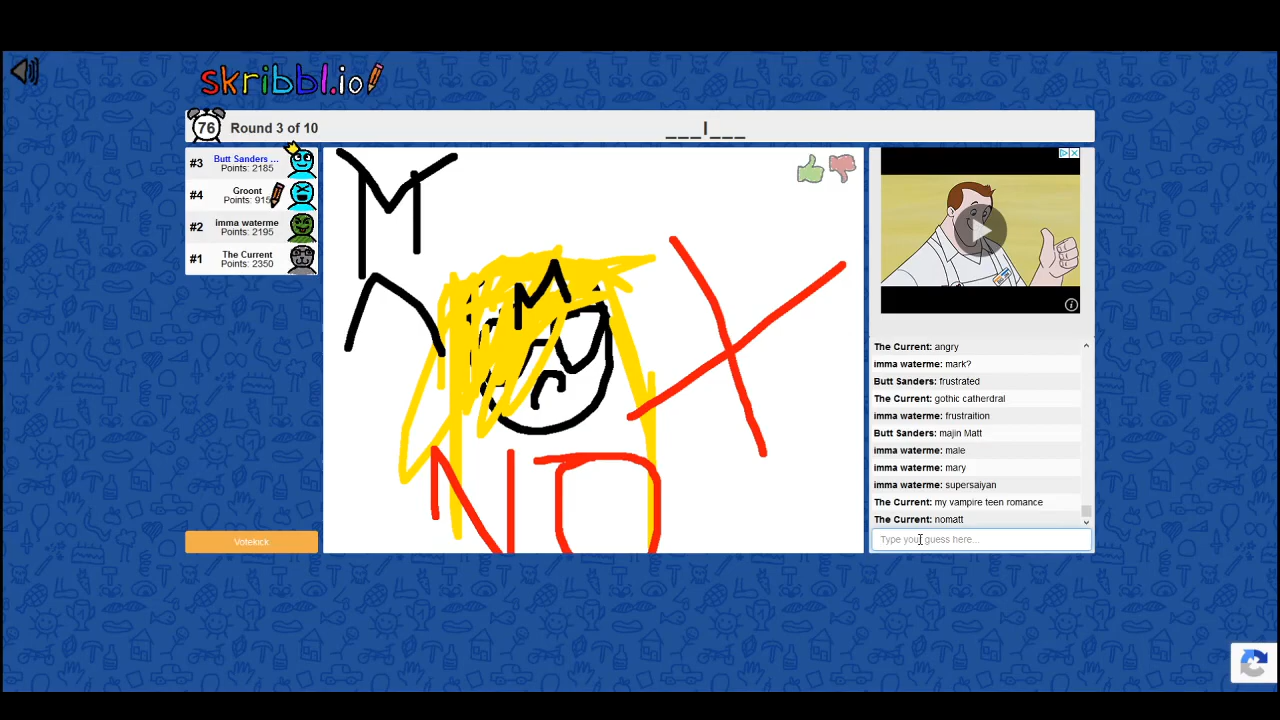 skribbl.io
76
Round 3 of 10
___l___
#3 Butt Sanders ...
Points: 2185
#4 Groont
Points: 915
#2 imma waterme
Points: 2195
#1 The Current
Points: 2350
Votekick
M
M
NO
The Current: angry
imma waterme: mark?
Butt Sanders: frustrated
The Current: gothic catherdral
imma waterme: frustraition
Butt Sanders: majin Matt
imma waterme: male
imma waterme: mary
imma waterme: supersaiyan
The Current: my vampire teen romance
The Current: nomatt
Type your guess here...